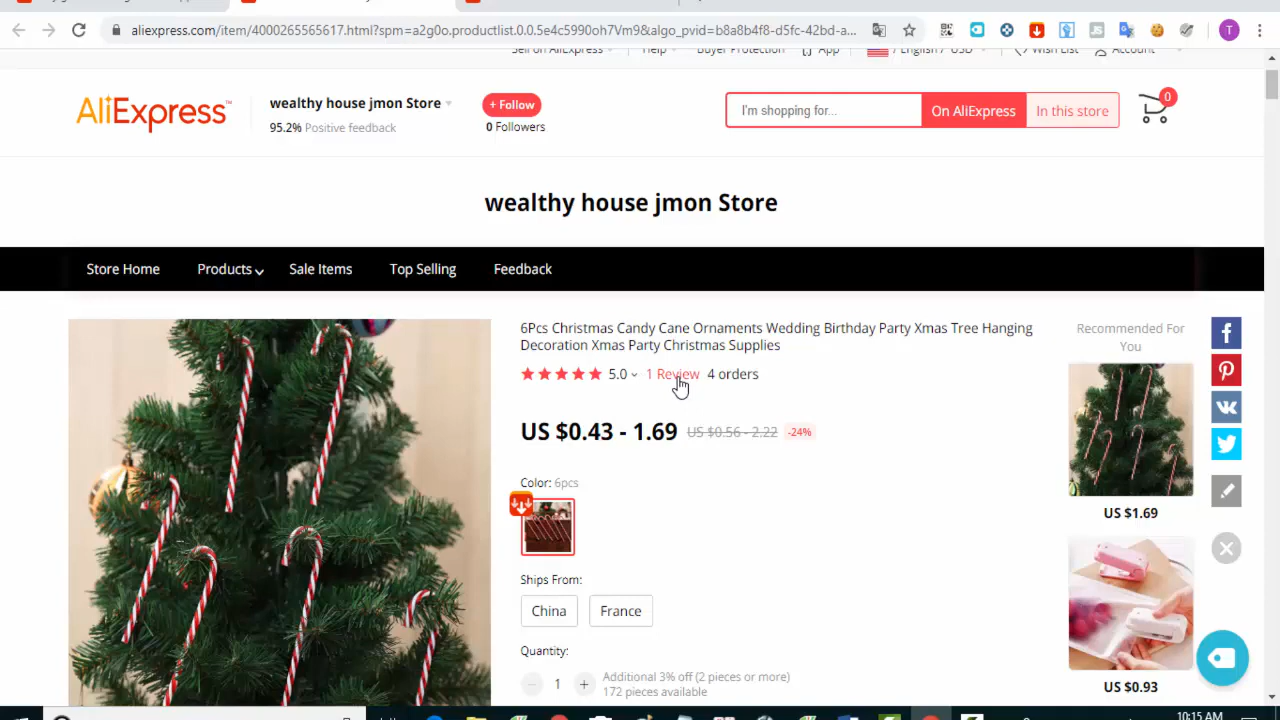 aliexpress.com/item/4000265565617.html?spm=a2g0o.productlist.0.0.5e4c5990oh7Vm9&algo_pvid=b8a8b4f8-d5fc-42bd-a...
JS
T
Sell on AliExpress
Help
Buyer Protection
App
/ English / USD
Wish List
Account
AliExpress™
wealthy house jmon Store
95.2% Positive feedback
+ Follow
0 Followers
I'm shopping for...
On AliExpress
In this store
0
wealthy house jmon Store
Store Home
Products
Sale Items
Top Selling
Feedback
6Pcs Christmas Candy Cane Ornaments Wedding Birthday Party Xmas Tree Hanging
Decoration Xmas Party Christmas Supplies
5.0
1 Review
4 orders
US $0.43 - 1.69
US $0.56 - 2.22
-24%
Color: 6pcs
Ships From:
China
France
Quantity:
1
Additional 3% off (2 pieces or more)
172 pieces available
Recommended For
You
US $1.69
US $0.93
10:15 AM